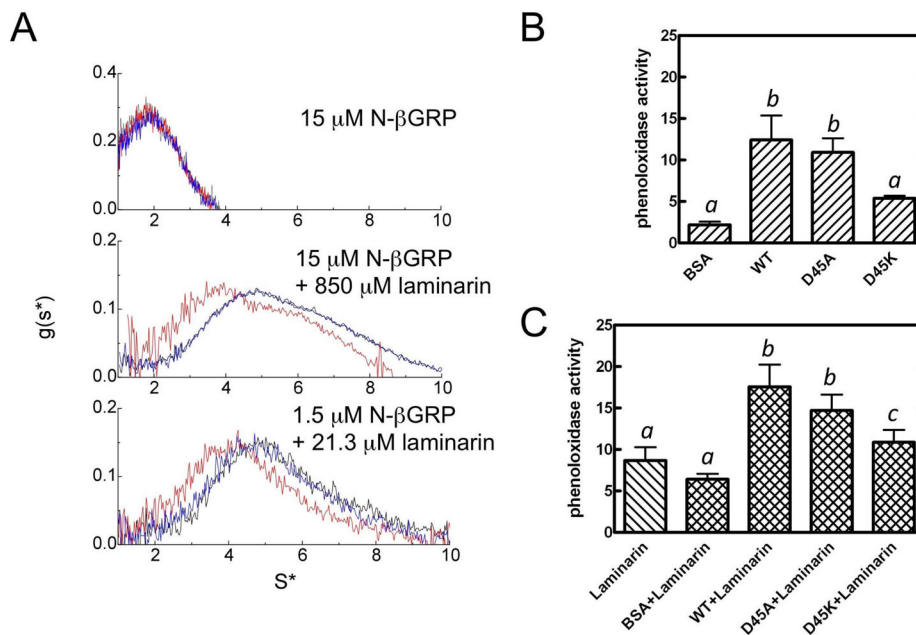 A
0.4
0.2
0.0
15 μM N-βGRP
2 4 6 8 10
0.2
0.1
0.0
15 μM N-βGRP
+ 850 μM laminarin
2 4 6 8 10
0.2
0.1
0.0
1.5 μM N-βGRP
+ 21.3 μM laminarin
2 4 6 8 10
g(s*)
S*
B
phenoloxidase activity
25
20
15
10
5
0
a b b a
BSA WT D45A D45K
C
phenoloxidase activity
25
20
15
10
5
0
a a b b c
Laminarin BSA+Laminarin WT+Laminarin D45A+Laminarin D45K+Laminarin